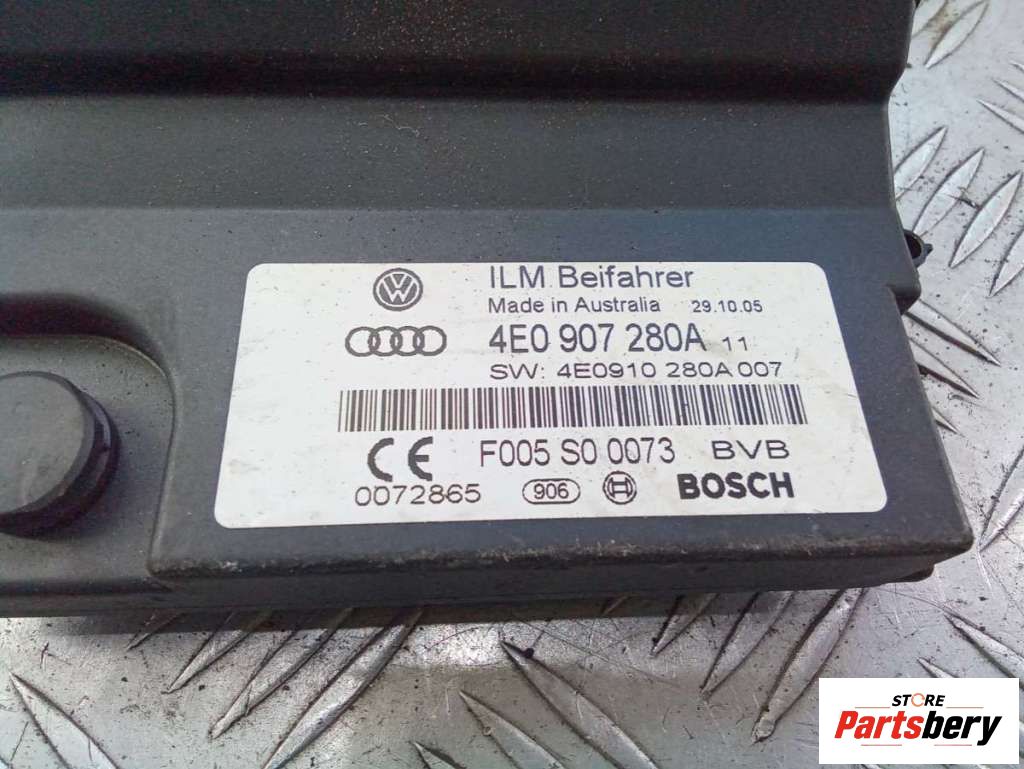 ILM Beifahrer
Made in Australia 29.10.05
4E0 907 280A 11
SW: 4E0910 280A 007
CE F005 S0 0073 BVB
0072865 906 BOSCH
STORE
Partsbery